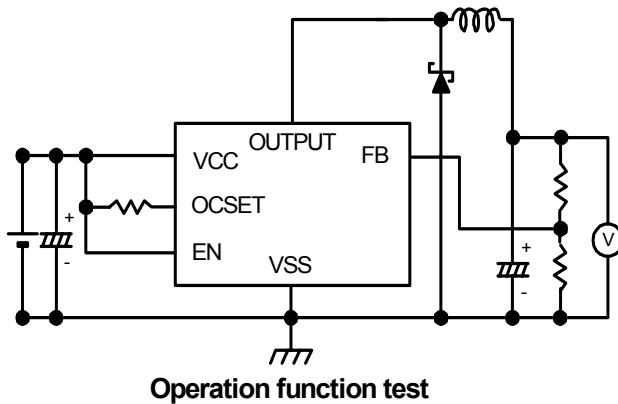 OUTPUT
VCC
FB
OCSET
EN
VSS
+
-
+
-
V
Operation function test